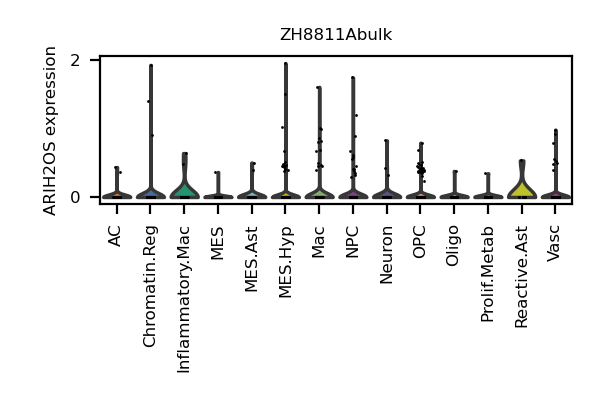 ZH8811Abulk
ARIH2OS expression
2
0
AC
Chromatin.Reg
Inflammatory.Mac
MES
MES.Ast
MES.Hyp
Mac
NPC
Neuron
OPC
Oligo
Prolif.Metab
Reactive.Ast
Vasc